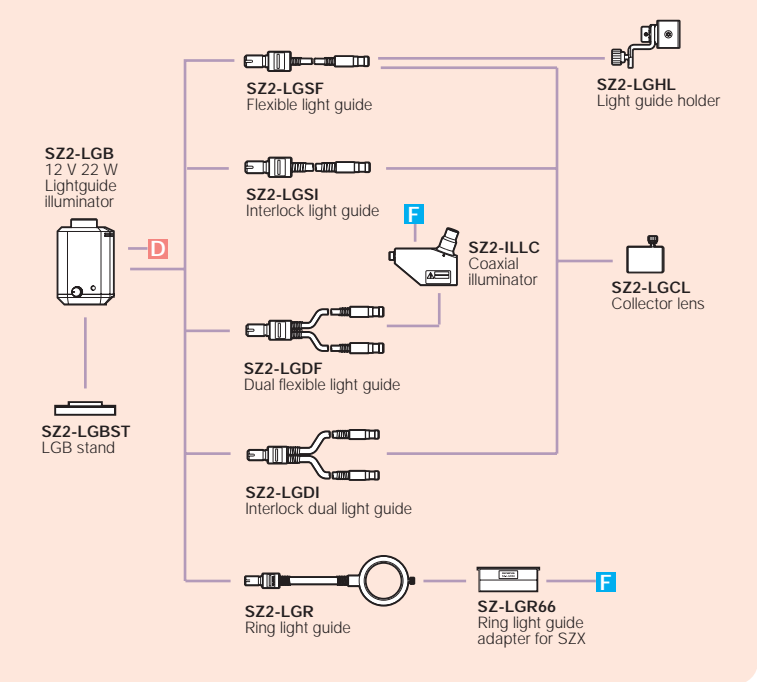 SZ2-LGSF
Flexible light guide
SZ2-LGHL
Light guide holder
SZ2-LGB
12 V 22 W
Lightguide
illuminator
D
SZ2-LGSI
Interlock light guide
F
SZ2-ILLC
Coaxial
illuminator
SZ2-LGCL
Collector lens
SZ2-LGDF
Dual flexible light guide
SZ2-LGBST
LGB stand
SZ2-LGDI
Interlock dual light guide
SZ2-LGR
Ring light guide
SZ-LGR66
Ring light guide
adapter for SZX
F